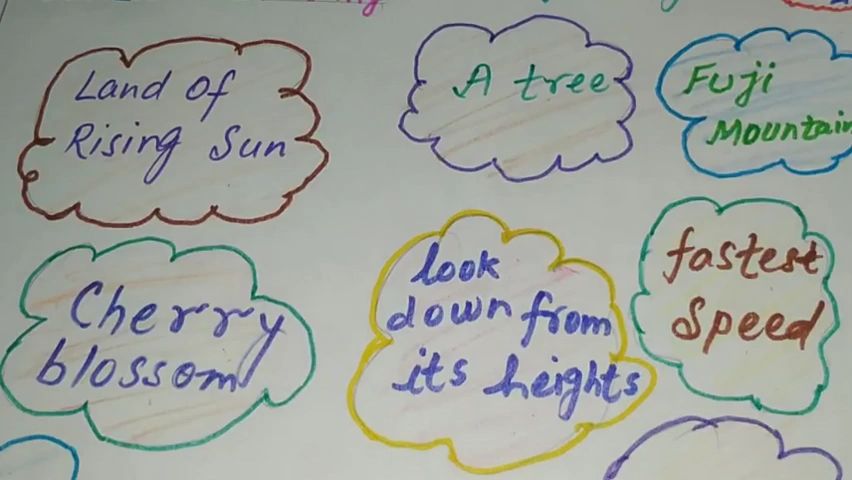 Land of
Rising Sun
A tree
Fuji
Mountain
Cherry
blossom
look
down from
its heights
fastest
Speed